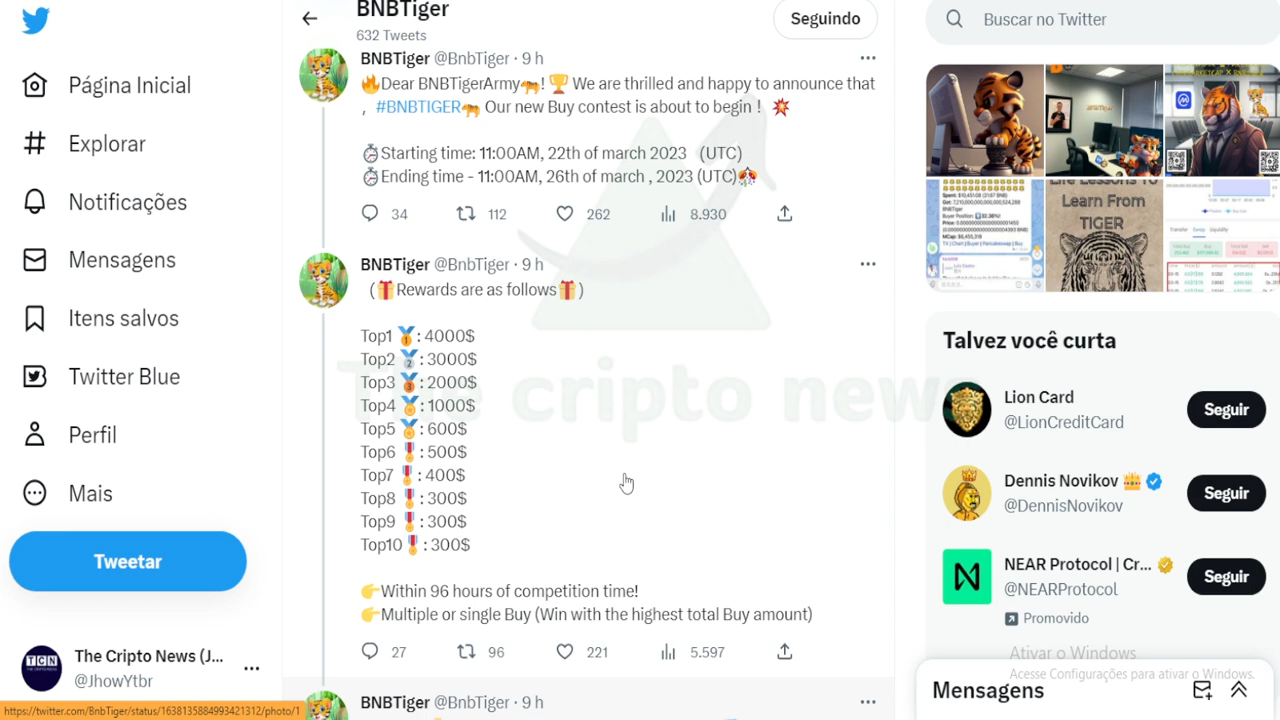 BNBTiger
632 Tweets
Seguindo
Buscar no Twitter
Página Inicial
Explorar
Notificações
Mensagens
Itens salvos
Twitter Blue
Perfil
Mais
Tweetar
The Cripto News (J...
@JhowYtbr
https://twitter.com/BnbTiger/status/1638135884993421312/photo/1
BNBTiger @BnbTiger · 9 h
🔥Dear BNBTigerArmy🐅! 🏆We are thrilled and happy to announce that
, #BNBTIGER🐅 Our new Buy contest is about to begin ! 💥
⏱Starting time: 11:00AM, 22th of march 2023 (UTC)
⏱Ending time - 11:00AM, 26th of march , 2023 (UTC)🎊
34 112 262 8.930
BNBTiger @BnbTiger · 9 h
(🎁Rewards are as follows🎁)
Top1 🥇: 4000$
Top2 🥈: 3000$
Top3 🥉: 2000$
Top4 🏅: 1000$
Top5 🏅: 600$
Top6 🎖: 500$
Top7 🎖: 400$
Top8 🎖: 300$
Top9 🎖: 300$
Top10 🎖: 300$
👉Within 96 hours of competition time!
👉Multiple or single Buy (Win with the highest total Buy amount)
27 96 221 5.597
BNBTiger @BnbTiger · 9 h
The cripto news
Learn From
TIGER
Talvez você curta
Lion Card
@LionCreditCard
Seguir
Dennis Novikov 👑
@DennisNovikov
Seguir
NEAR Protocol | Cr...
@NEARProtocol
Seguir
Promovido
Ativar o Windows
Acesse Configurações para ativar o Windows.
Mensagens